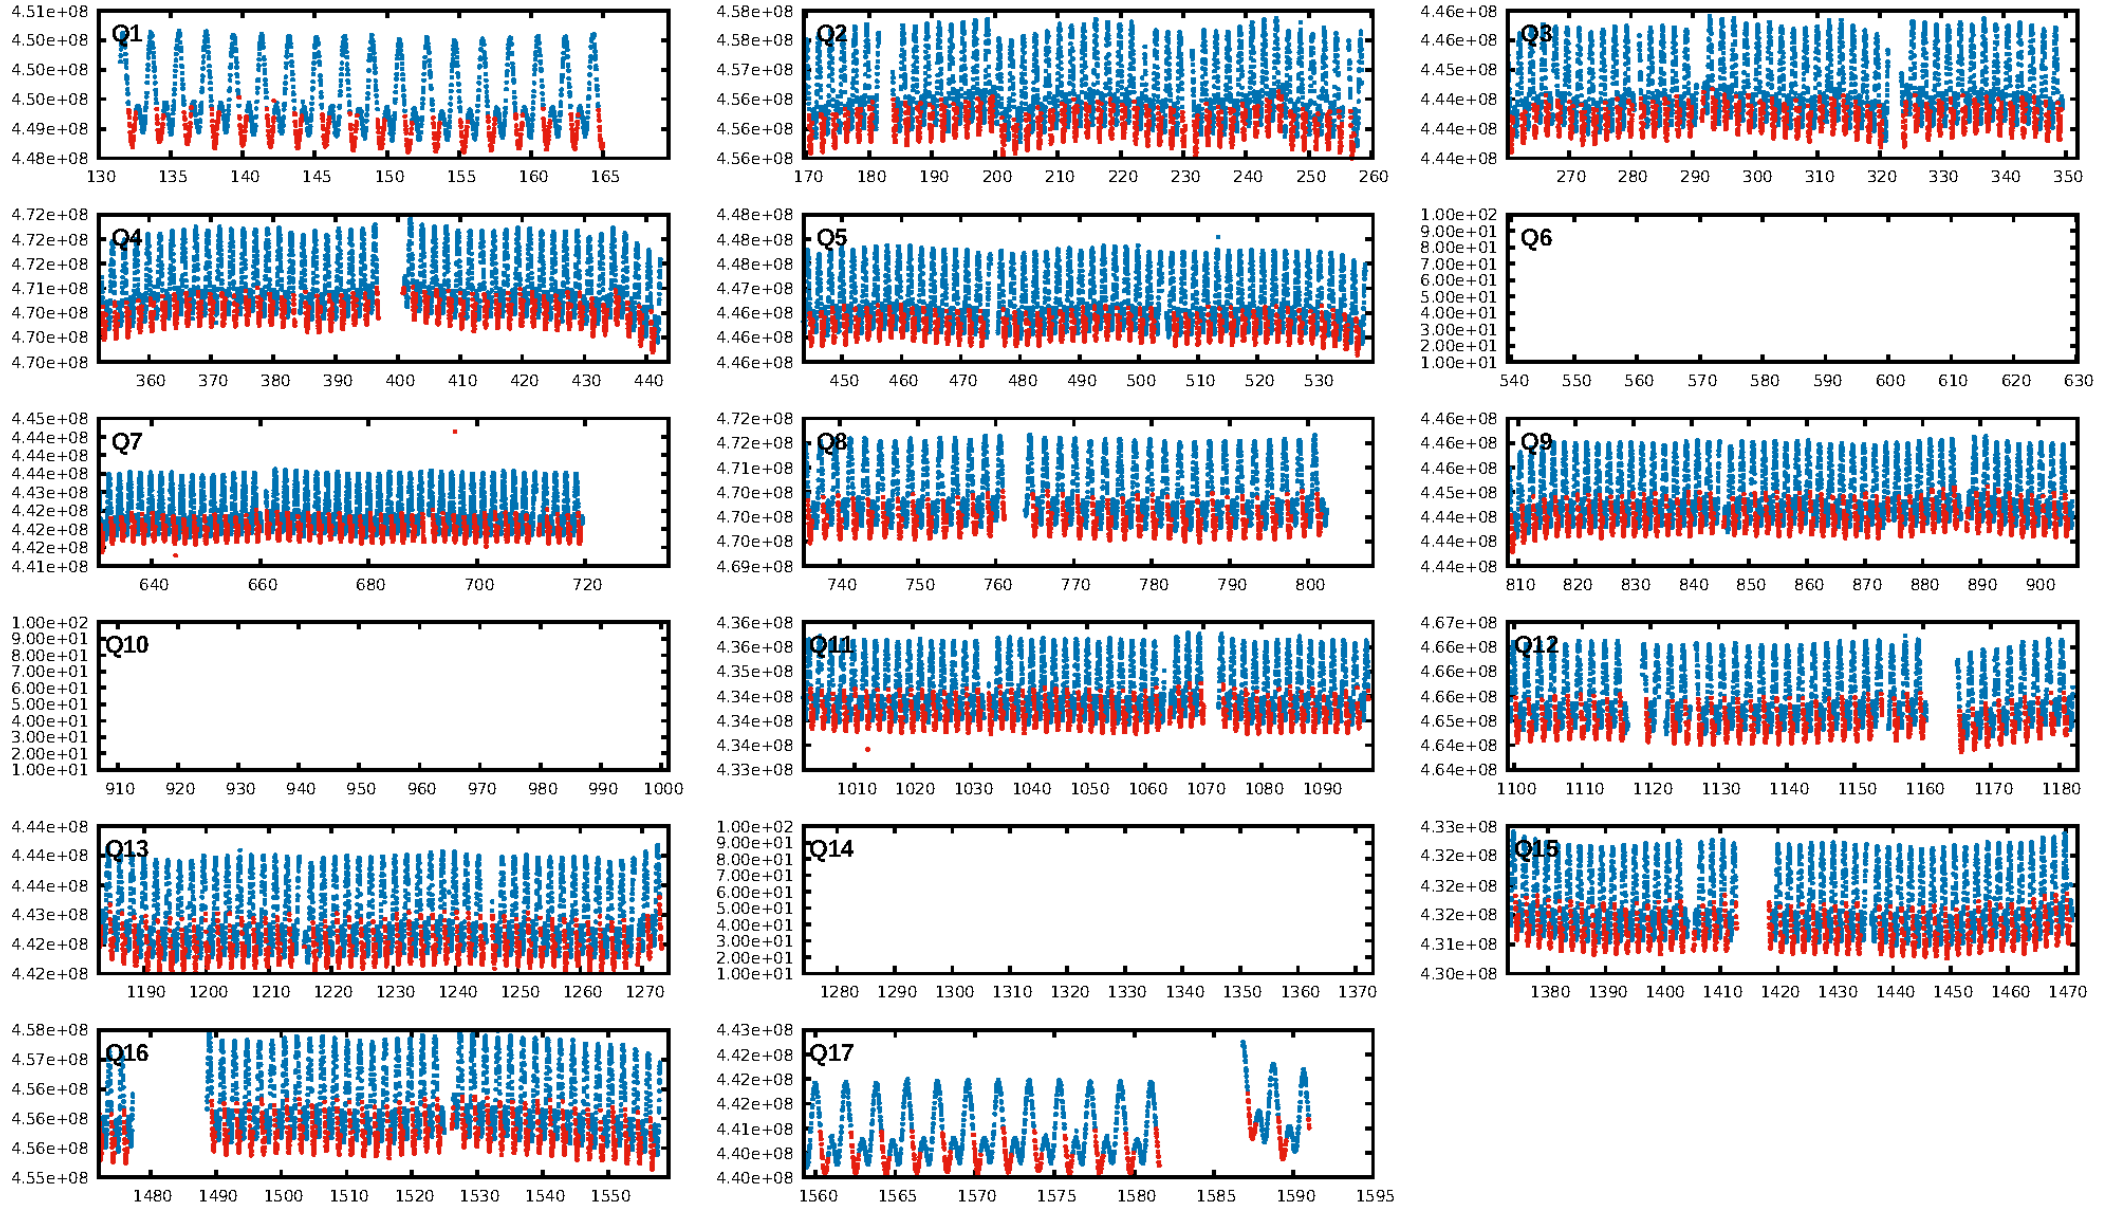 4.51e+08
4.50e+08
4.50e+08
4.50e+08
4.49e+08
4.48e+08
Q1
130 135 140 145 150 155 160 165
4.58e+08
4.58e+08
4.57e+08
4.56e+08
4.56e+08
4.56e+08
Q2
170 180 190 200 210 220 230 240 250 260
4.46e+08
4.46e+08
4.45e+08
4.44e+08
4.44e+08
4.44e+08
Q3
270 280 290 300 310 320 330 340 350
4.72e+08
4.72e+08
4.72e+08
4.71e+08
4.70e+08
4.70e+08
4.70e+08
Q4
360 370 380 390 400 410 420 430 440
4.48e+08
4.48e+08
4.48e+08
4.47e+08
4.46e+08
4.46e+08
4.46e+08
Q5
450 460 470 480 490 500 510 520 530
1.00e+02
9.00e+01
8.00e+01
7.00e+01
6.00e+01
5.00e+01
4.00e+01
3.00e+01
2.00e+01
1.00e+01
Q6
540 550 560 570 580 590 600 610 620 630
4.45e+08
4.44e+08
4.44e+08
4.44e+08
4.43e+08
4.42e+08
4.42e+08
4.42e+08
4.41e+08
Q7
640 660 680 700 720
4.72e+08
4.72e+08
4.71e+08
4.70e+08
4.70e+08
4.70e+08
4.69e+08
Q8
740 750 760 770 780 790 800
4.46e+08
4.46e+08
4.46e+08
4.45e+08
4.44e+08
4.44e+08
4.44e+08
Q9
810 820 830 840 850 860 870 880 890 900
1.00e+02
9.00e+01
8.00e+01
7.00e+01
6.00e+01
5.00e+01
4.00e+01
3.00e+01
2.00e+01
1.00e+01
Q10
910 920 930 940 950 960 970 980 990 1000
4.36e+08
4.36e+08
4.35e+08
4.34e+08
4.34e+08
4.34e+08
4.33e+08
Q11
1010 1020 1030 1040 1050 1060 1070 1080 1090
4.67e+08
4.66e+08
4.66e+08
4.66e+08
4.65e+08
4.64e+08
4.64e+08
Q12
1100 1110 1120 1130 1140 1150 1160 1170 1180
4.44e+08
4.44e+08
4.44e+08
4.43e+08
4.42e+08
4.42e+08
Q13
1190 1200 1210 1220 1230 1240 1250 1260 1270
1.00e+02
9.00e+01
8.00e+01
7.00e+01
6.00e+01
5.00e+01
4.00e+01
3.00e+01
2.00e+01
1.00e+01
Q14
1280 1290 1300 1310 1320 1330 1340 1350 1360 1370
4.33e+08
4.32e+08
4.32e+08
4.32e+08
4.31e+08
4.30e+08
Q15
1380 1390 1400 1410 1420 1430 1440 1450 1460 1470
4.58e+08
4.57e+08
4.56e+08
4.56e+08
4.56e+08
4.55e+08
Q16
1480 1490 1500 1510 1520 1530 1540 1550
4.43e+08
4.42e+08
4.42e+08
4.42e+08
4.41e+08
4.40e+08
4.40e+08
Q17
1560 1565 1570 1575 1580 1585 1590 1595